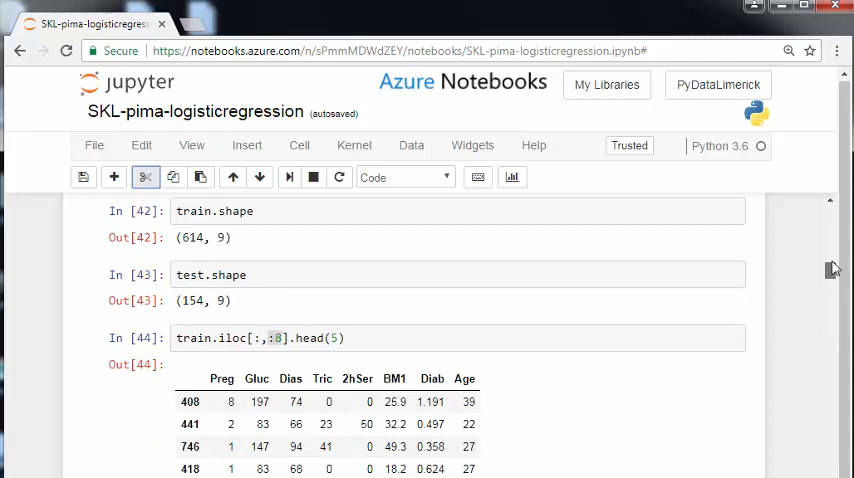 SKL-pima-logisticregress
Secure https://notebooks.azure.com/n/sPmmMDWdZEY/notebooks/SKL-pima-logisticregression.ipynb#
jupyter Azure Notebooks My Libraries PyDataLimerick
SKL-pima-logisticregression (autosaved)
File Edit View Insert Cell Kernel Data Widgets Help Trusted Python 3.6
Code
In [42]: train.shape
Out[42]: (614, 9)
In [43]: test.shape
Out[43]: (154, 9)
In [44]: train.iloc[:,:8].head(5)
Out[44]:
Preg Gluc Dias Tric 2hSer BM1 Diab Age
408 8 197 74 0 0 25.9 1.191 39
441 2 83 66 23 50 32.2 0.497 22
746 1 147 94 41 0 49.3 0.358 27
418 1 83 68 0 0 18.2 0.624 27